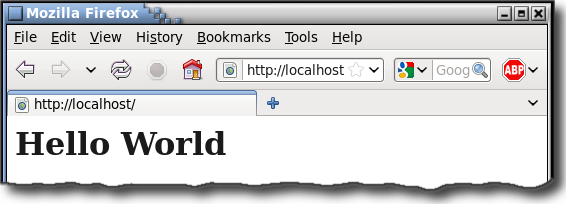 Mozilla Firefox
File Edit View History Bookmarks Tools Help
http://localhost Goog ABP
http://localhost/
Hello World